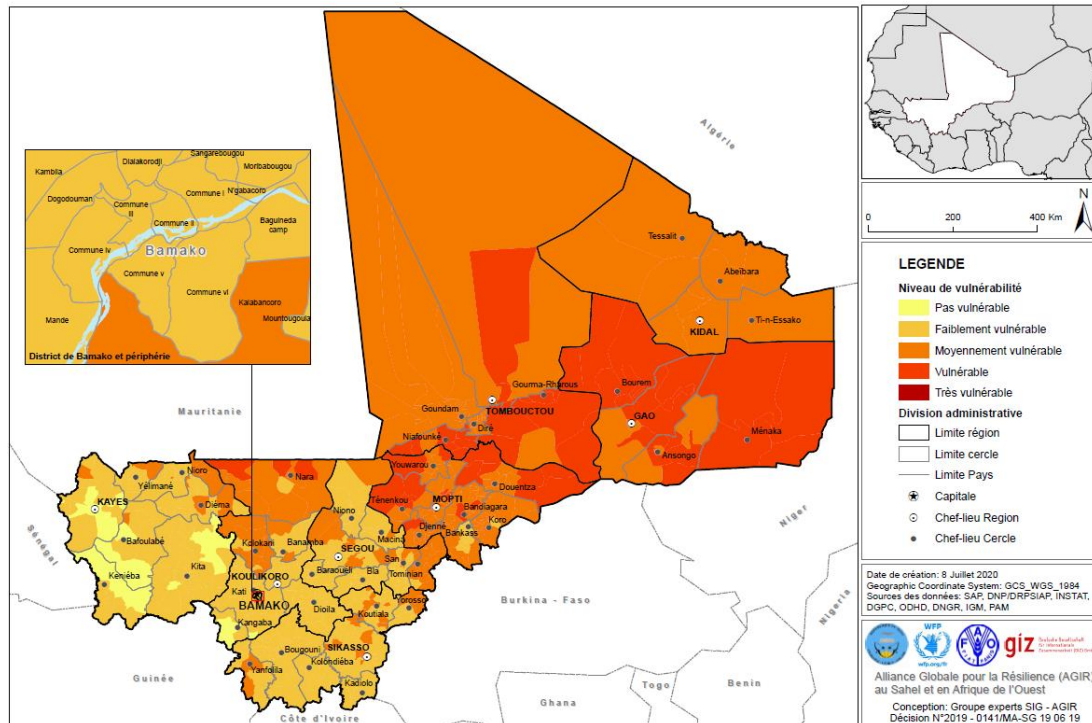 Algérie
Mauritanie
Sénégal
Guinée
Côte d'Ivoire
Ghana
Togo
Benin
Burkina - Faso
Niger
Nigeria
Sangarebougou
Dialakorodji
Moribabougou
Kambila
Commune I
N'gabacoro
Dogodouman
Commune
III
Commune II
Baguineda
camp
Commune Iv
Bamako
Commune v
Commune vi
Kalabancoro
Mande
Mountougoula
District de Bamako et périphérie
Tessalit
Abeïbara
KIDAL
Ti-n-Essako
Gourma-Rharous
Bourem
TOMBOUCTOU
Goundam
GAO
Diré
Niafounké
Ménaka
Ansongo
Youwarou
Nioro
Nara
Yélimané
Douentza
MOPTI
KAYES
Ténenkou
Diéma
Bandiagara
Niono
Koro
Djenné
Bankass
Bafoulabé
Macina
Kolokani
Banamba
SEGOU
San
Kita
Baraouéli
Bla
Tominian
Keniéba
KOULIKORO
Kati
BAMAKO
Dioila
Yorosso
Koutiala
Kangaba
Bougouni
SIKASSO
Kolondiéba
Yanfolila
Kadiolo
N
0 200 400 Km
LEGENDE
Niveau de vulnérabilité
Pas vulnérable
Faiblement vulnérable
Moyennement vulnérable
Vulnérable
Très vulnérable
Division administrative
Limite région
Limite cercle
Limite Pays
Capitale
Chef-lieu Region
Chef-lieu Cercle
Date de création: 8 Juillet 2020
Geographic Coordinate System: GCS_WGS_1984
Sources des données: SAP, DNP/DRPSIAP, INSTAT,
DGPC, ODHD, DNGR, IGM, PAM
WFP
wfp.org/fr
FAO
giz
Alliance Globale pour la Résilience (AGIR)
au Sahel et en Afrique de l'Ouest
Conception: Groupe experts SIG - AGIR
Décision N°2019 - 0141/MA-SG 19 06 19